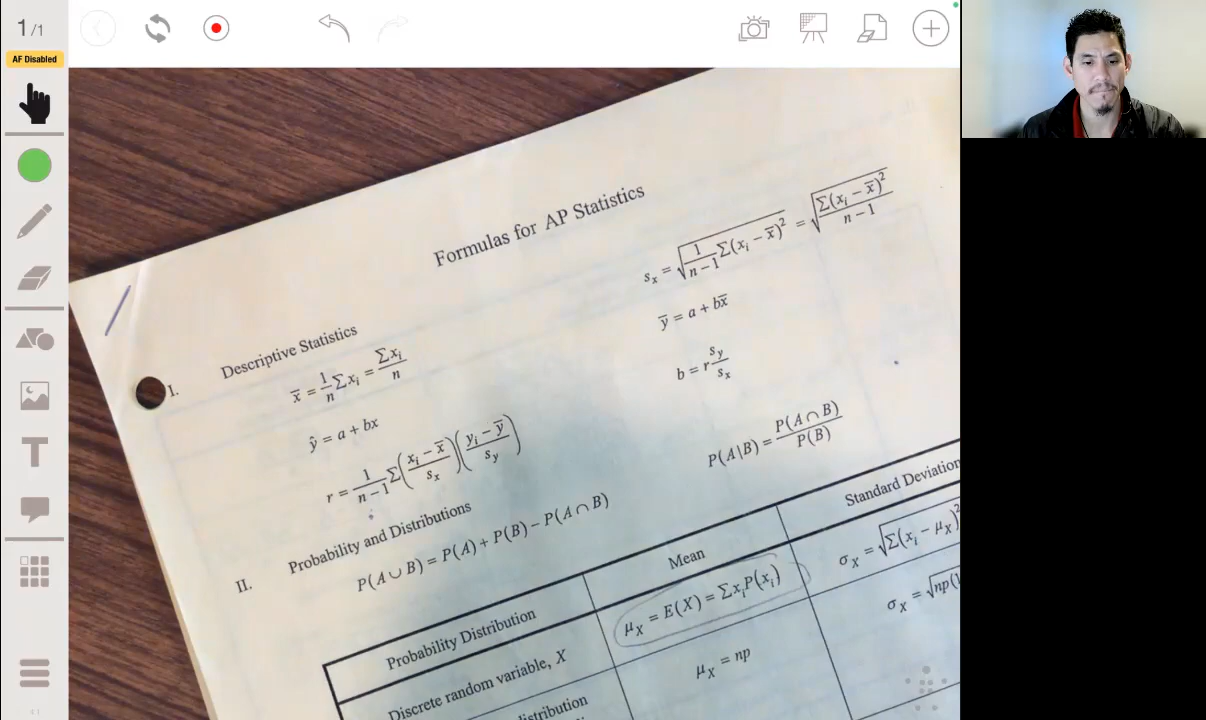 1/1
AF Disabled
T
Formulas for AP Statistics
I. Descriptive Statistics
x̄ = 1/n Σxᵢ = Σxᵢ/n
sₓ = √(1/(n − 1) Σ(xᵢ − x̄)²) = √(Σ(xᵢ − x̄)²/(n − 1))
ŷ = a + bx
ȳ = a + bx̄
r = 1/(n − 1) Σ((xᵢ − x̄)/sₓ)((yᵢ − ȳ)/s_y)
b = r s_y/sₓ
II. Probability and Distributions
P(A ∪ B) = P(A) + P(B) − P(A ∩ B)
P(A|B) = P(A ∩ B)/P(B)
Probability Distribution
Mean
Standard Deviation
Discrete random variable, X
μ_X = E(X) = Σxᵢ P(xᵢ)
σ_X = √Σ(xᵢ − μ_X)²
distribution
μ_X = np
σ_X = √np(1